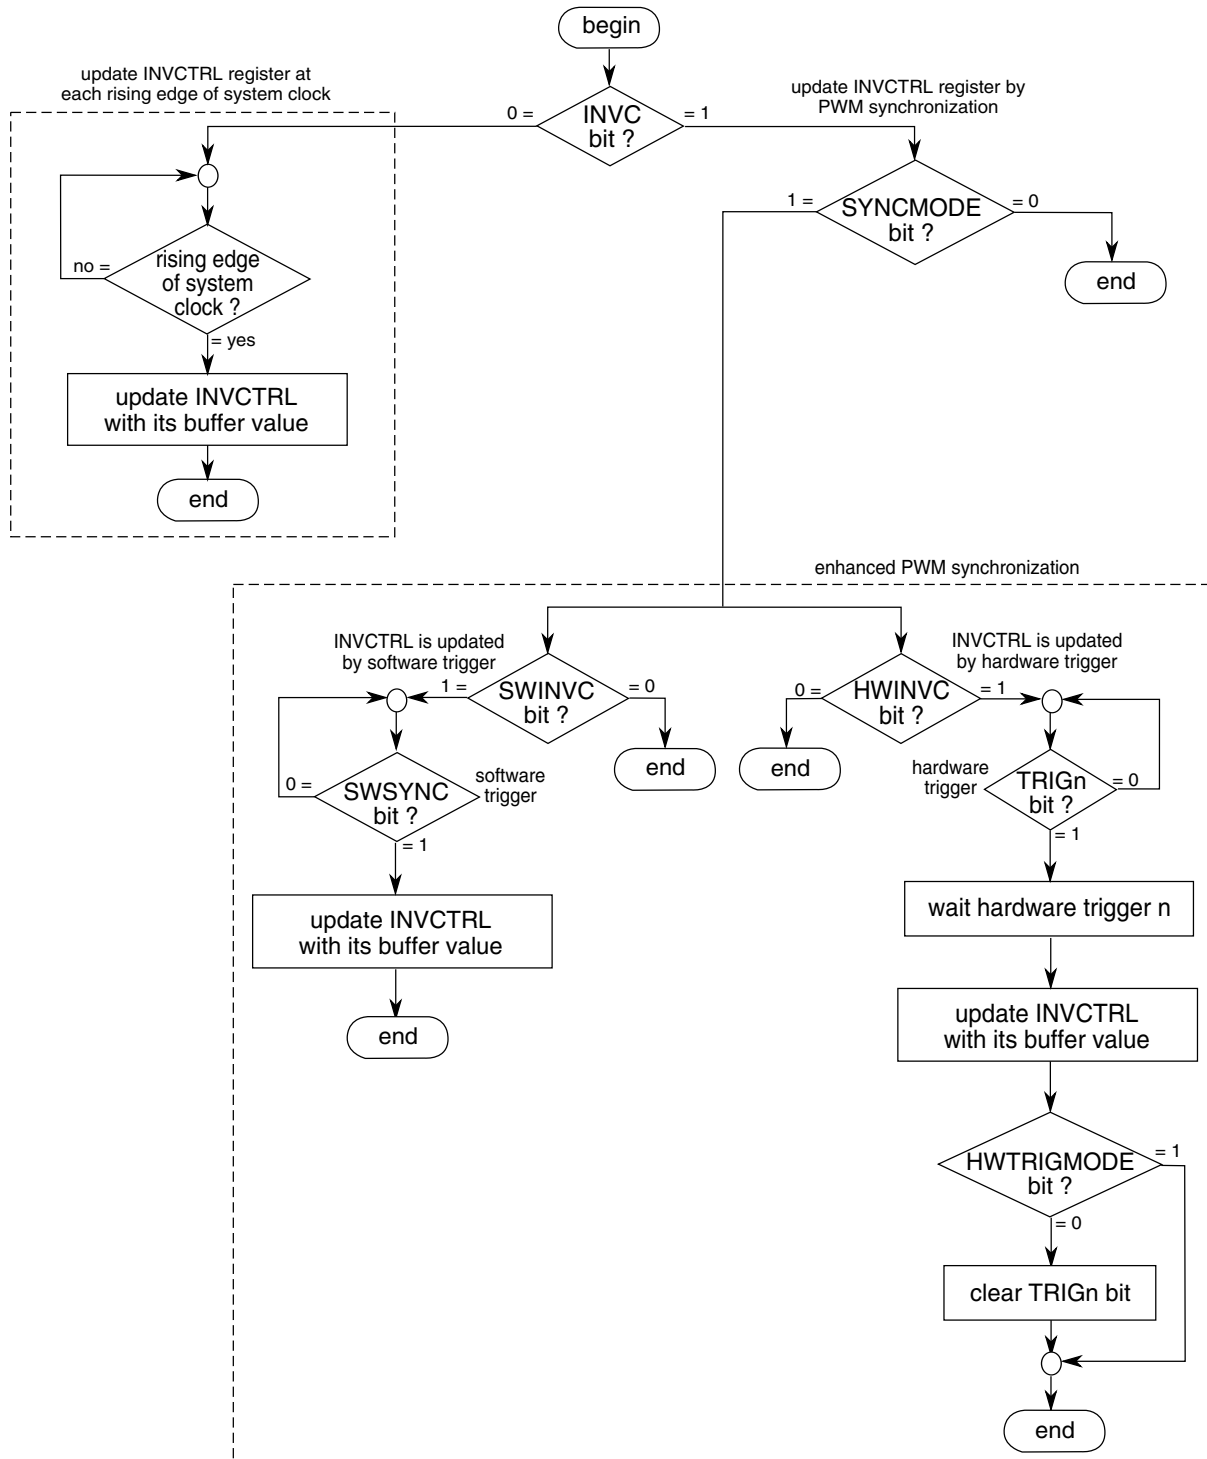 begin
update INVCTRL register at
each rising edge of system clock
update INVCTRL register by
PWM synchronization
0 =
INVC
bit ?
= 1
1 =
SYNCMODE
bit ?
= 0
end
no =
rising edge
of system
clock ?
= yes
update INVCTRL
with its buffer value
end
enhanced PWM synchronization
INVCTRL is updated
by software trigger
1 =
SWINVC
bit ?
= 0
end
0 =
SWSYNC
bit ?
software
trigger
= 1
update INVCTRL
with its buffer value
end
INVCTRL is updated
by hardware trigger
0 =
HWINVC
bit ?
= 1
end
hardware
trigger
TRIGn
bit ?
= 0
= 1
wait hardware trigger n
update INVCTRL
with its buffer value
HWTRIGMODE
bit ?
= 1
= 0
clear TRIGn bit
end